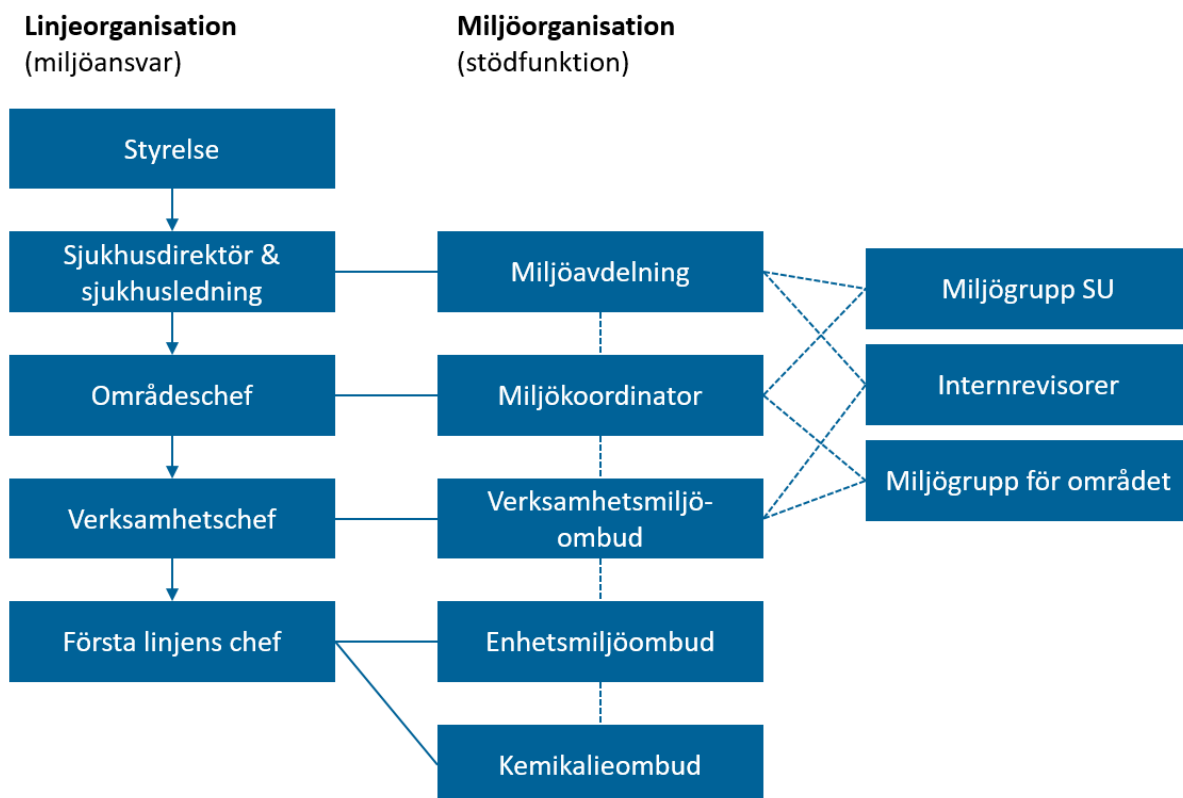 Linjeorganisation
(miljöansvar)
Miljöorganisation
(stödfunktion)
Styrelse
Sjukhusdirektör &
sjukhusledning
Miljöavdelning
Miljögrupp SU
Områdeschef
Miljökoordinator
Internrevisorer
Verksamhetschef
Verksamhetsmiljö-
ombud
Miljögrupp för området
Första linjens chef
Enhetsmiljöombud
Kemikalieombud